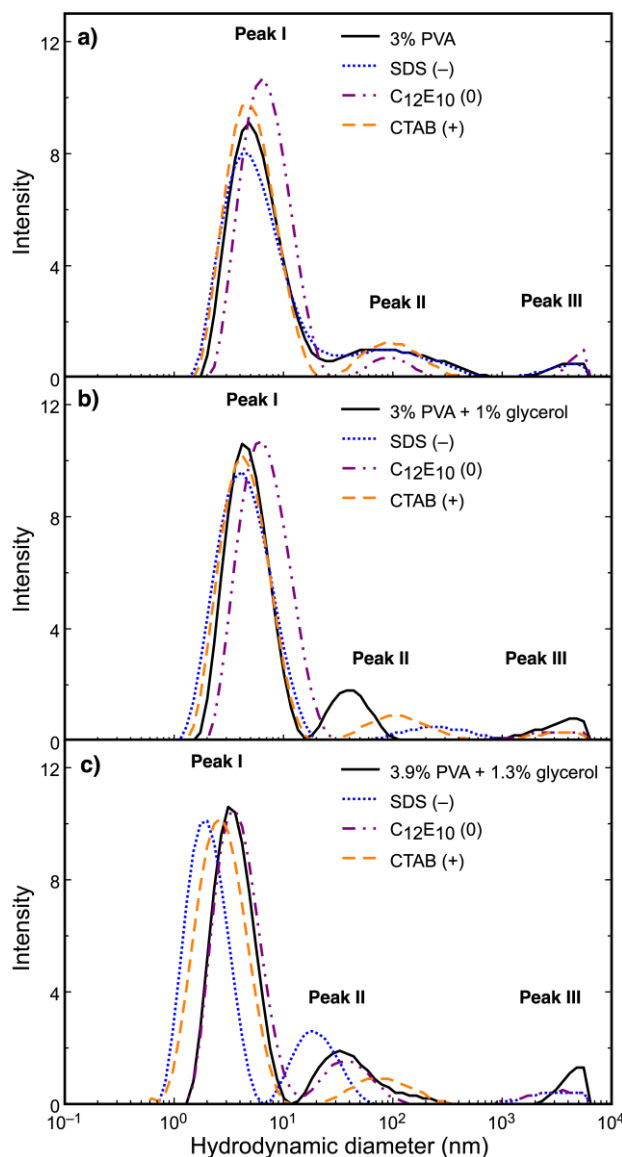 a)
Peak I
3% PVA
SDS (–)
C12E10 (0)
CTAB (+)
Peak II
Peak III
12
8
4
0
Intensity
b)
Peak I
3% PVA + 1% glycerol
SDS (–)
C12E10 (0)
CTAB (+)
Peak II
Peak III
12
8
4
0
Intensity
c)
Peak I
3.9% PVA + 1.3% glycerol
SDS (–)
C12E10 (0)
CTAB (+)
Peak II
Peak III
12
8
4
0
Intensity
10−1 100 101 102 103 104
Hydrodynamic diameter (nm)